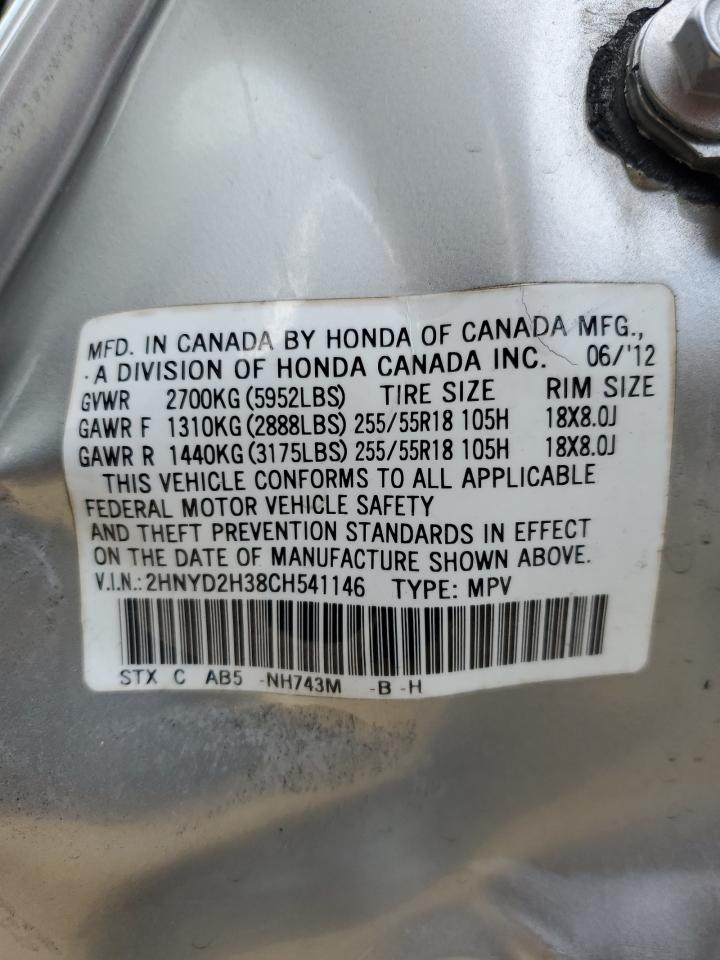 MFD. IN CANADA BY HONDA OF CANADA MFG.,
A DIVISION OF HONDA CANADA INC. 06/'12
GVWR 2700KG (5952LBS) TIRE SIZE RIM SIZE
GAWR F 1310KG (2888LBS) 255/55R18 105H 18X8.0J
GAWR R 1440KG (3175LBS) 255/55R18 105H 18X8.0J
THIS VEHICLE CONFORMS TO ALL APPLICABLE
FEDERAL MOTOR VEHICLE SAFETY
AND THEFT PREVENTION STANDARDS IN EFFECT
ON THE DATE OF MANUFACTURE SHOWN ABOVE.
V.I.N.: 2HNYD2H38CH541146 TYPE: MPV
STX C AB5 -NH743M -B -H